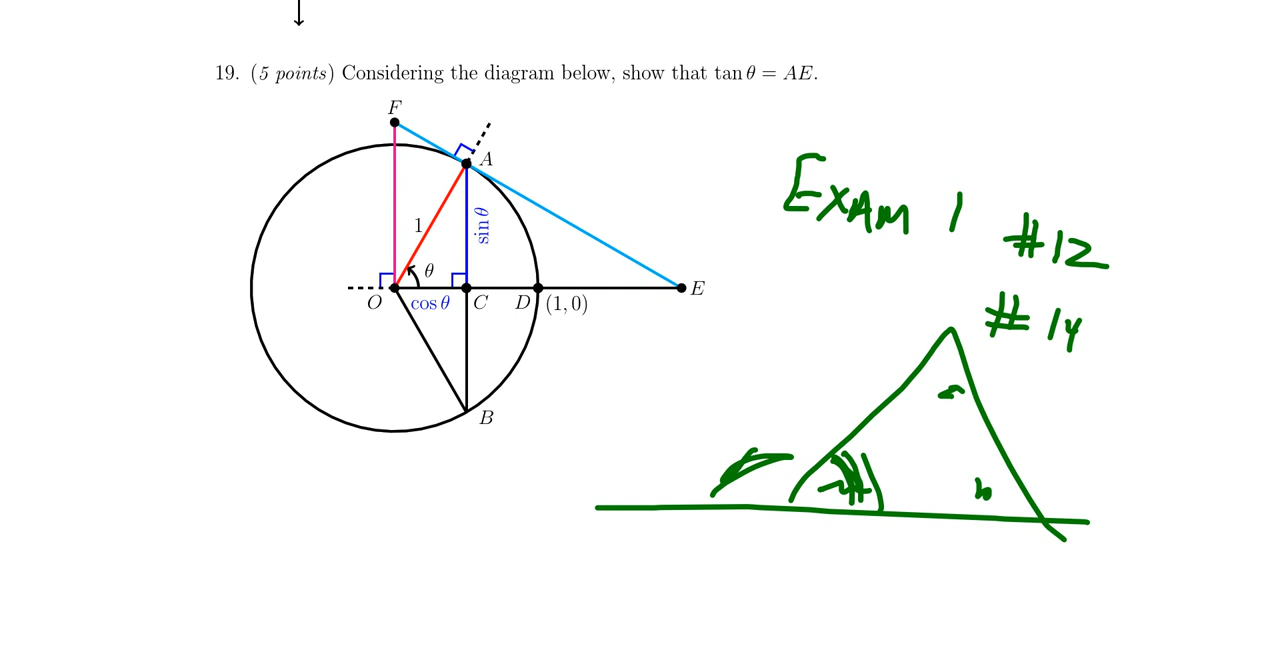 19. (5 points) Considering the diagram below, show that tan θ = AE.
F
A
1
sin θ
θ
O
cos θ
C
D
(1, 0)
E
B
EXAM 1
#12
#14